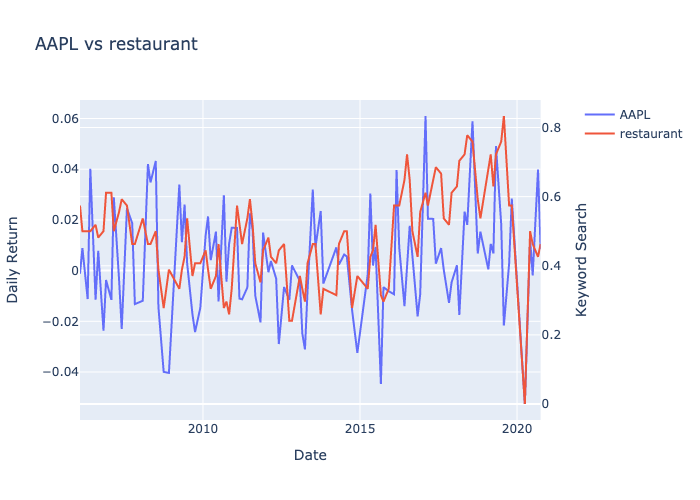 AAPL vs restaurant
AAPL
restaurant
0.06
0.04
0.02
0
−0.02
−0.04
0.8
0.6
0.4
0.2
0
2010
2015
2020
Date
Daily Return
Keyword Search